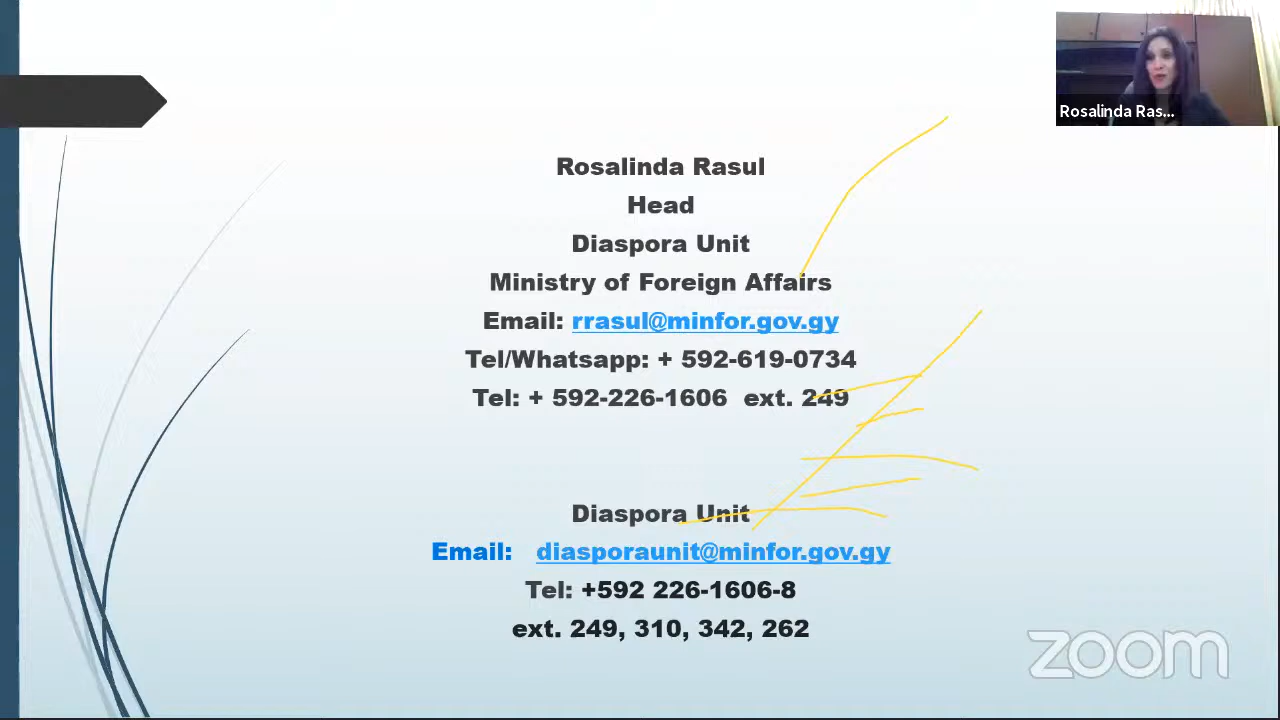 Rosalinda Ras...
Rosalinda Rasul
Head
Diaspora Unit
Ministry of Foreign Affairs
Email: rrasul@minfor.gov.gy
Tel/Whatsapp: + 592-619-0734
Tel: + 592-226-1606 ext. 249
Diaspora Unit
Email: diasporaunit@minfor.gov.gy
Tel: +592 226-1606-8
ext. 249, 310, 342, 262
zoom